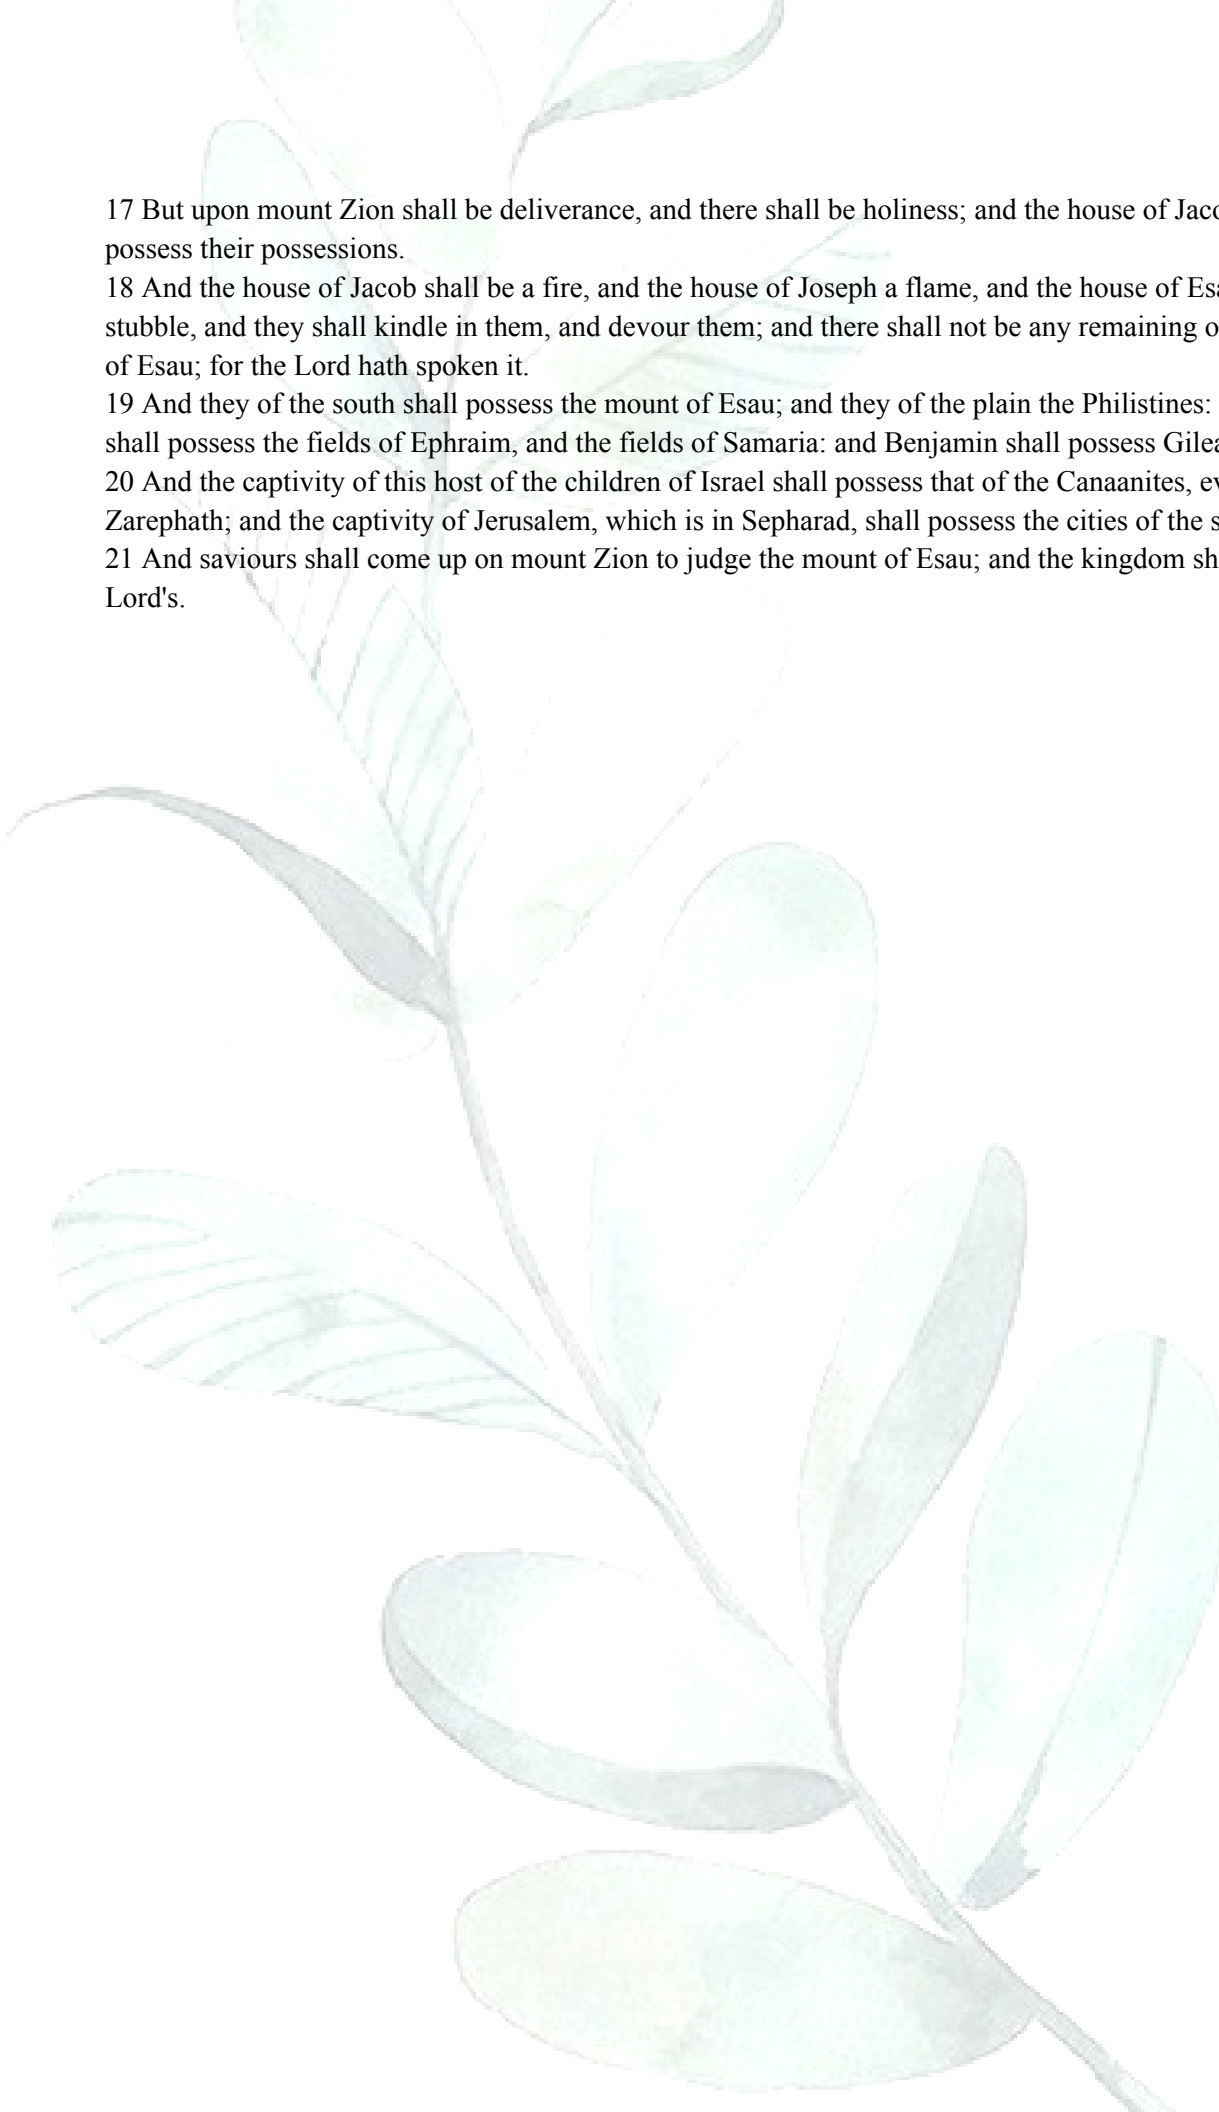 17 But upon mount Zion shall be deliverance, and there shall be holiness; and the house of
possess their possessions.
18 And the house of Jacob shall be a fire, and the house of Joseph a flame, and the house of
stubble, and they shall kindle in them, and devour them; and there shall not be any remaining
of Esau; for the Lord hath spoken it.
19 And they of the south shall possess the mount of Esau; and they of the plain the Philistines:
shall possess the fields of Ephraim, and the fields of Samaria: and Benjamin shall possess
20 And the captivity of this host of the children of Israel shall possess that of the Canaanites,
Zarephath; and the captivity of Jerusalem, which is in Sepharad, shall possess the cities of the
21 And saviours shall come up on mount Zion to judge the mount of Esau; and the kingdom
Lord's.